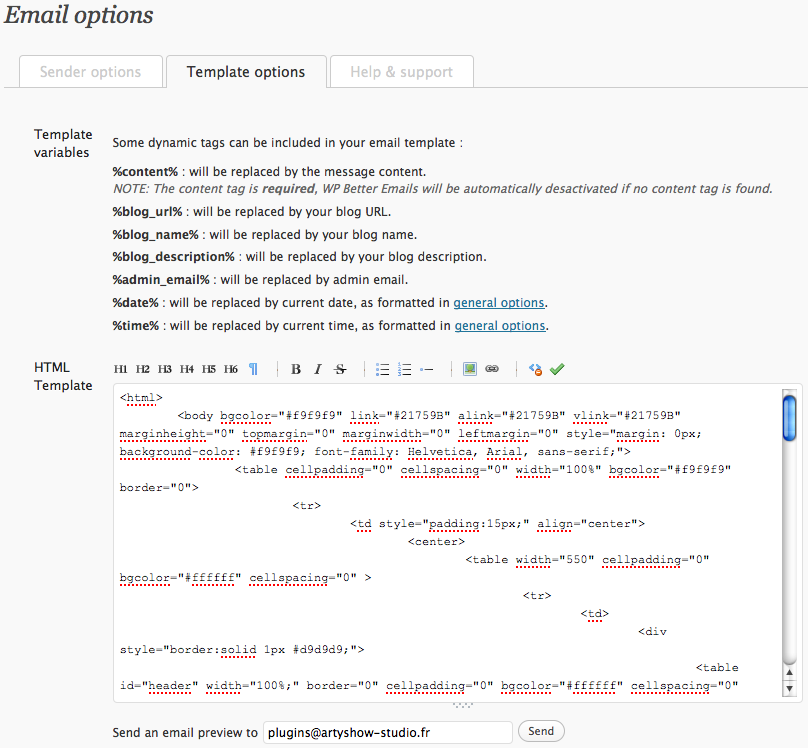 Email options
Sender options
Template options
Help & support
Template
variables
Some dynamic tags can be included in your email template :
%content% : will be replaced by the message content.
NOTE: The content tag is required, WP Better Emails will be automatically desactivated if no content tag is found.
%blog_url% : will be replaced by your blog URL.
%blog_name% : will be replaced by your blog name.
%blog_description% : will be replaced by your blog description.
%admin_email% : will be replaced by admin email.
%date% : will be replaced by current date, as formatted in general options.
%time% : will be replaced by current time, as formatted in general options.
HTML
Template
H1 H2 H3 H4 H5 H6 ¶ B I S
<html>
<body bgcolor="#f9f9f9" link="#21759B" alink="#21759B" vlink="#21759B"
marginheight="0" topmargin="0" marginwidth="0" leftmargin="0" style="margin: 0px;
background-color: #f9f9f9; font-family: Helvetica, Arial, sans-serif;">
<table cellpadding="0" cellspacing="0" width="100%" bgcolor="#f9f9f9"
border="0">
<tr>
<td style="padding:15px;" align="center">
<center>
<table width="550" cellpadding="0"
bgcolor="#ffffff" cellspacing="0" >
<tr>
<td>
<div
style="border:solid 1px #d9d9d9;">
<table
id="header" width="100%;" border="0" cellpadding="0" bgcolor="#ffffff" cellspacing="0"
Send an email preview to
plugins@artyshow-studio.fr
Send